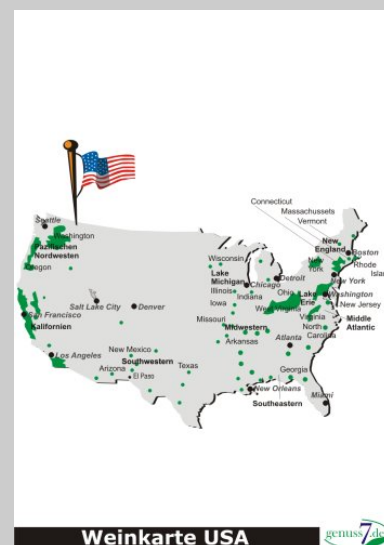 Connecticut
Massachussets
Vermont
Seattle
Washington
Pazifischen
Nordwesten
Oregon
New
England
Boston
Rhode
Islan
New
York
New York
Wisconsin
Lake
Michigan
Chicago
Detroit
Illinois
Indiana
Ohio
Lake
Erie
Washington
New Jersey
Iowa
West Virginia
Virginia
Middle
Atlantic
Salt Lake City
Denver
San Francisco
Kalifornien
Missouri
Midwestern
North
Carolina
Arkansas
Atlanta
Los Angeles
New Mexico
Southwestern
Arizona
El Paso
Texas
Georgia
New Orleans
Southeastern
Miami
Weinkarte USA
genuss7.de